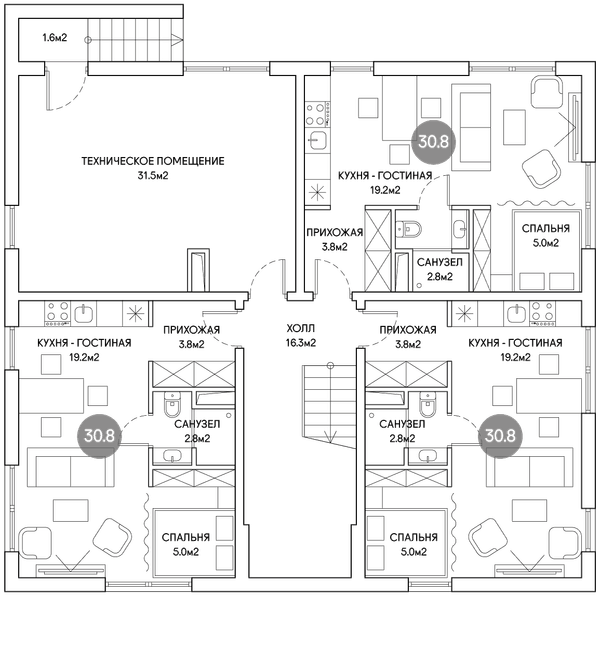 1.6м2
ТЕХНИЧЕСКОЕ ПОМЕЩЕНИЕ
31.5м2
30.8
КУХНЯ - ГОСТИНАЯ
19.2м2
ПРИХОЖАЯ
3.8м2
СПАЛЬНЯ
5.0м2
САНУЗЕЛ
2.8м2
КУХНЯ - ГОСТИНАЯ
19.2м2
ПРИХОЖАЯ
3.8м2
ХОЛЛ
16.3м2
ПРИХОЖАЯ
3.8м2
КУХНЯ - ГОСТИНАЯ
19.2м2
30.8
САНУЗЕЛ
2.8м2
САНУЗЕЛ
2.8м2
30.8
СПАЛЬНЯ
5.0м2
СПАЛЬНЯ
5.0м2